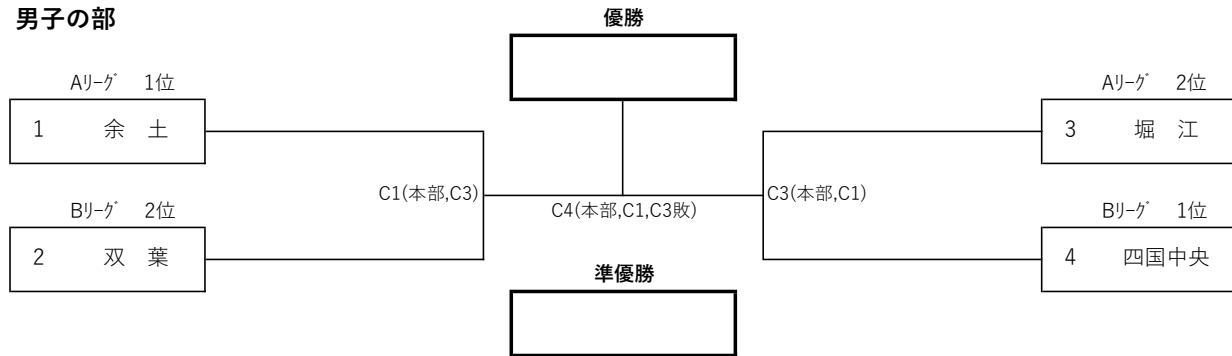 男子の部
優勝
Aリーグ 1位
Aリーグ 2位
1 余 土
3 堀 江
C1(本部,C3)
C4(本部,C1,C3敗)
C3(本部,C1)
Bリーグ 2位
Bリーグ 1位
2 双 葉
4 四国中央
準優勝